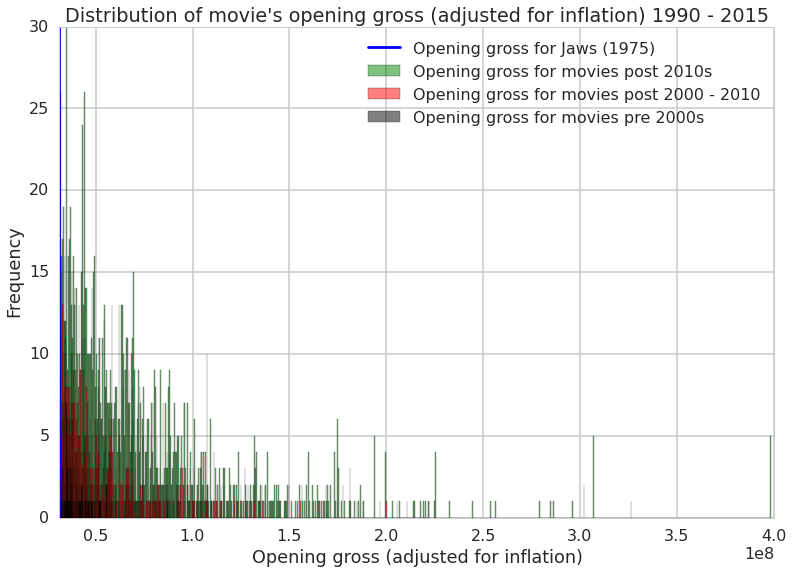 Distribution of movie's opening gross (adjusted for inflation) 1990 - 2015
Opening gross for Jaws (1975)
Opening gross for movies post 2010s
Opening gross for movies post 2000 - 2010
Opening gross for movies pre 2000s
Frequency
30
25
20
15
10
5
0
0.5 1.0 1.5 2.0 2.5 3.0 3.5 4.0
1e8
Opening gross (adjusted for inflation)